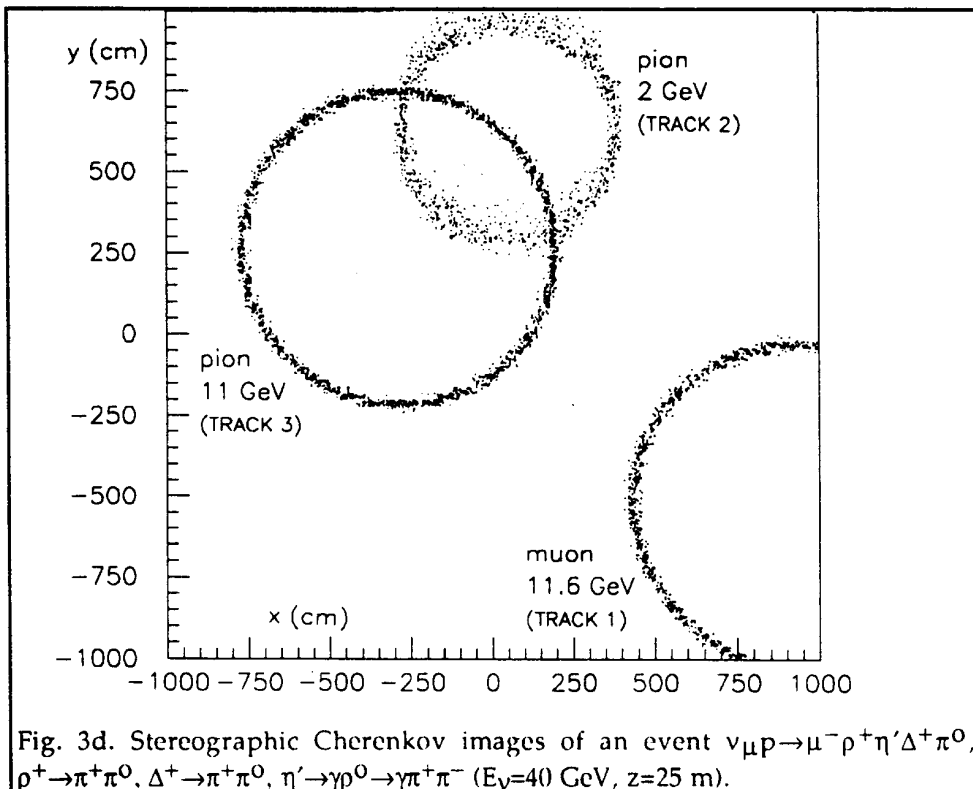 y (cm)
750
500
250
0
−250
−500
−750
−1000
pion
2 GeV
(TRACK 2)
pion
11 GeV
(TRACK 3)
muon
11.6 GeV
(TRACK 1)
x (cm)
−1000 −750 −500 −250 0 250 500 750 1000
Fig. 3d. Stereographic Cherenkov images of an event νμp→μ−ρ+η′Δ+π0,
ρ+→π+π0, Δ+→π+π0, η′→γρ0→γπ+π− (Eν=40 GeV, z=25 m).